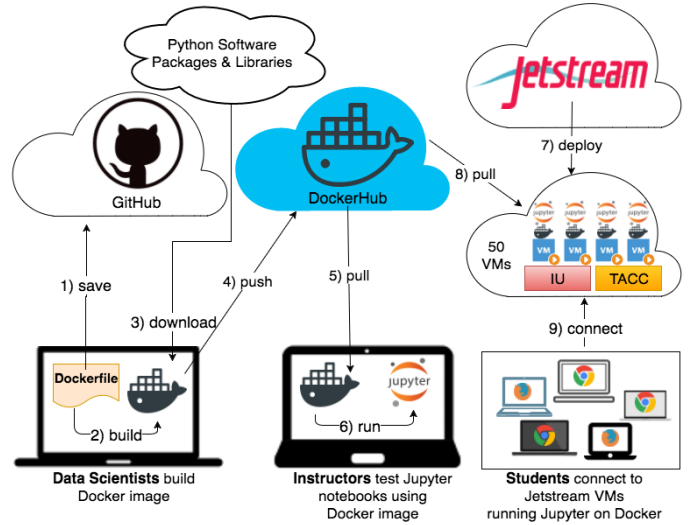 Python Software
Packages & Libraries
Jetstream
GitHub
DockerHub
7) deploy
8) pull
jupyter jupyter jupyter jupyter
50
VMs
VM VM VM VM
IU
TACC
1) save
4) push
5) pull
3) download
9) connect
Dockerfile
jupyter
2) build
6) run
Data Scientists build
Docker image
Instructors test Jupyter
notebooks using
Docker image
Students connect to
Jetstream VMs
running Jupyter on Docker